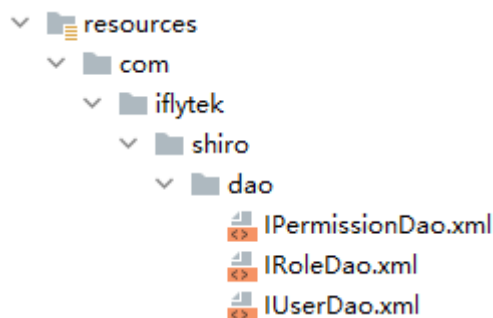 resources
com
iflytek
shiro
dao
IPermissionDao.xml
IRoleDao.xml
IUserDao.xml